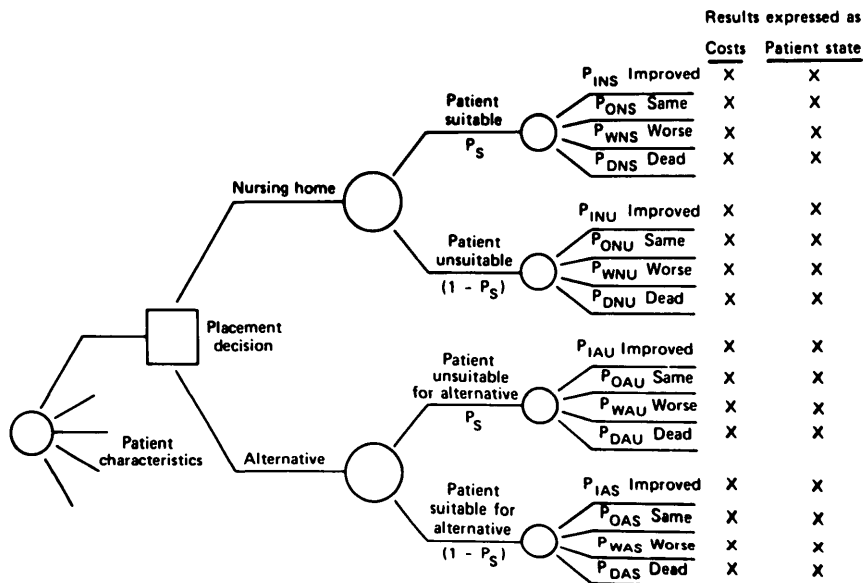 Results expressed as
Costs Patient state
P_INS Improved X X
Patient suitable
P_S
P_ONS Same X X
P_WNS Worse X X
P_DNS Dead X X
Nursing home
P_INU Improved X X
Patient unsuitable
(1 - P_S)
P_ONU Same X X
P_WNU Worse X X
P_DNU Dead X X
Placement decision
P_IAU Improved X X
Patient
unsuitable
for alternative
P_S
P_OAU Same X X
P_WAU Worse X X
P_DAU Dead X X
Patient
characteristics
Alternative
P_IAS Improved X X
Patient
suitable for
alternative
(1 - P_S)
P_OAS Same X X
P_WAS Worse X X
P_DAS Dead X X